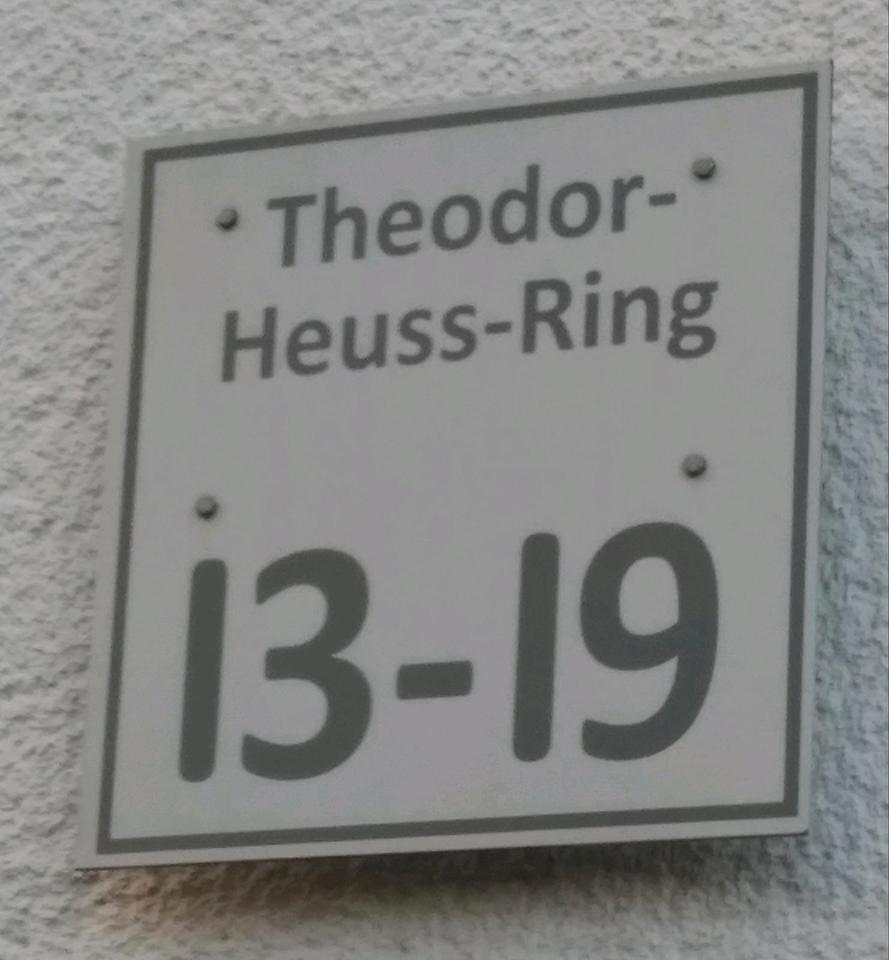 Theodor-
Heuss-Ring
13-19